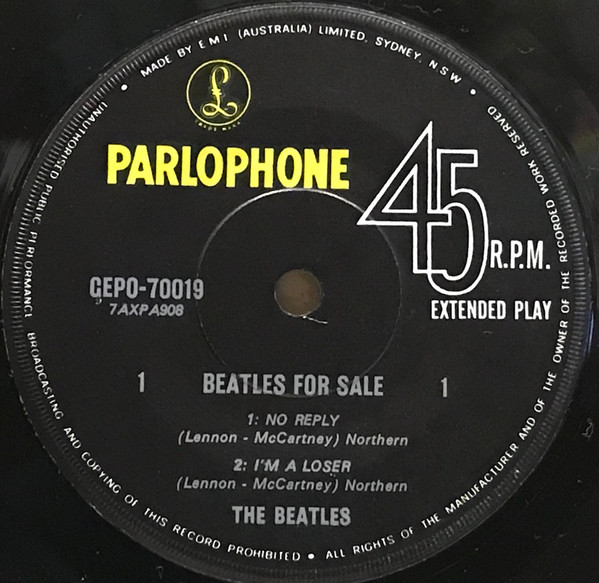 MADE BY E M I (AUSTRALIA) LIMITED, SYDNEY, N S W •
£
TRADE MARK
PARLOPHONE
45
R.P.M.
EXTENDED PLAY
GEPO-70019
7AXPA908
1 BEATLES FOR SALE 1
1: NO REPLY
(Lennon - McCartney) Northern
2: I'M A LOSER
(Lennon - McCartney) Northern
THE BEATLES
UNAUTHORISED PUBLIC PERFORMANCE BROADCASTING AND COPYING OF THIS RECORD PROHIBITED • ALL RIGHTS OF THE MANUFACTURER AND OF THE OWNER OF THE RECORDED WORK RESERVED •